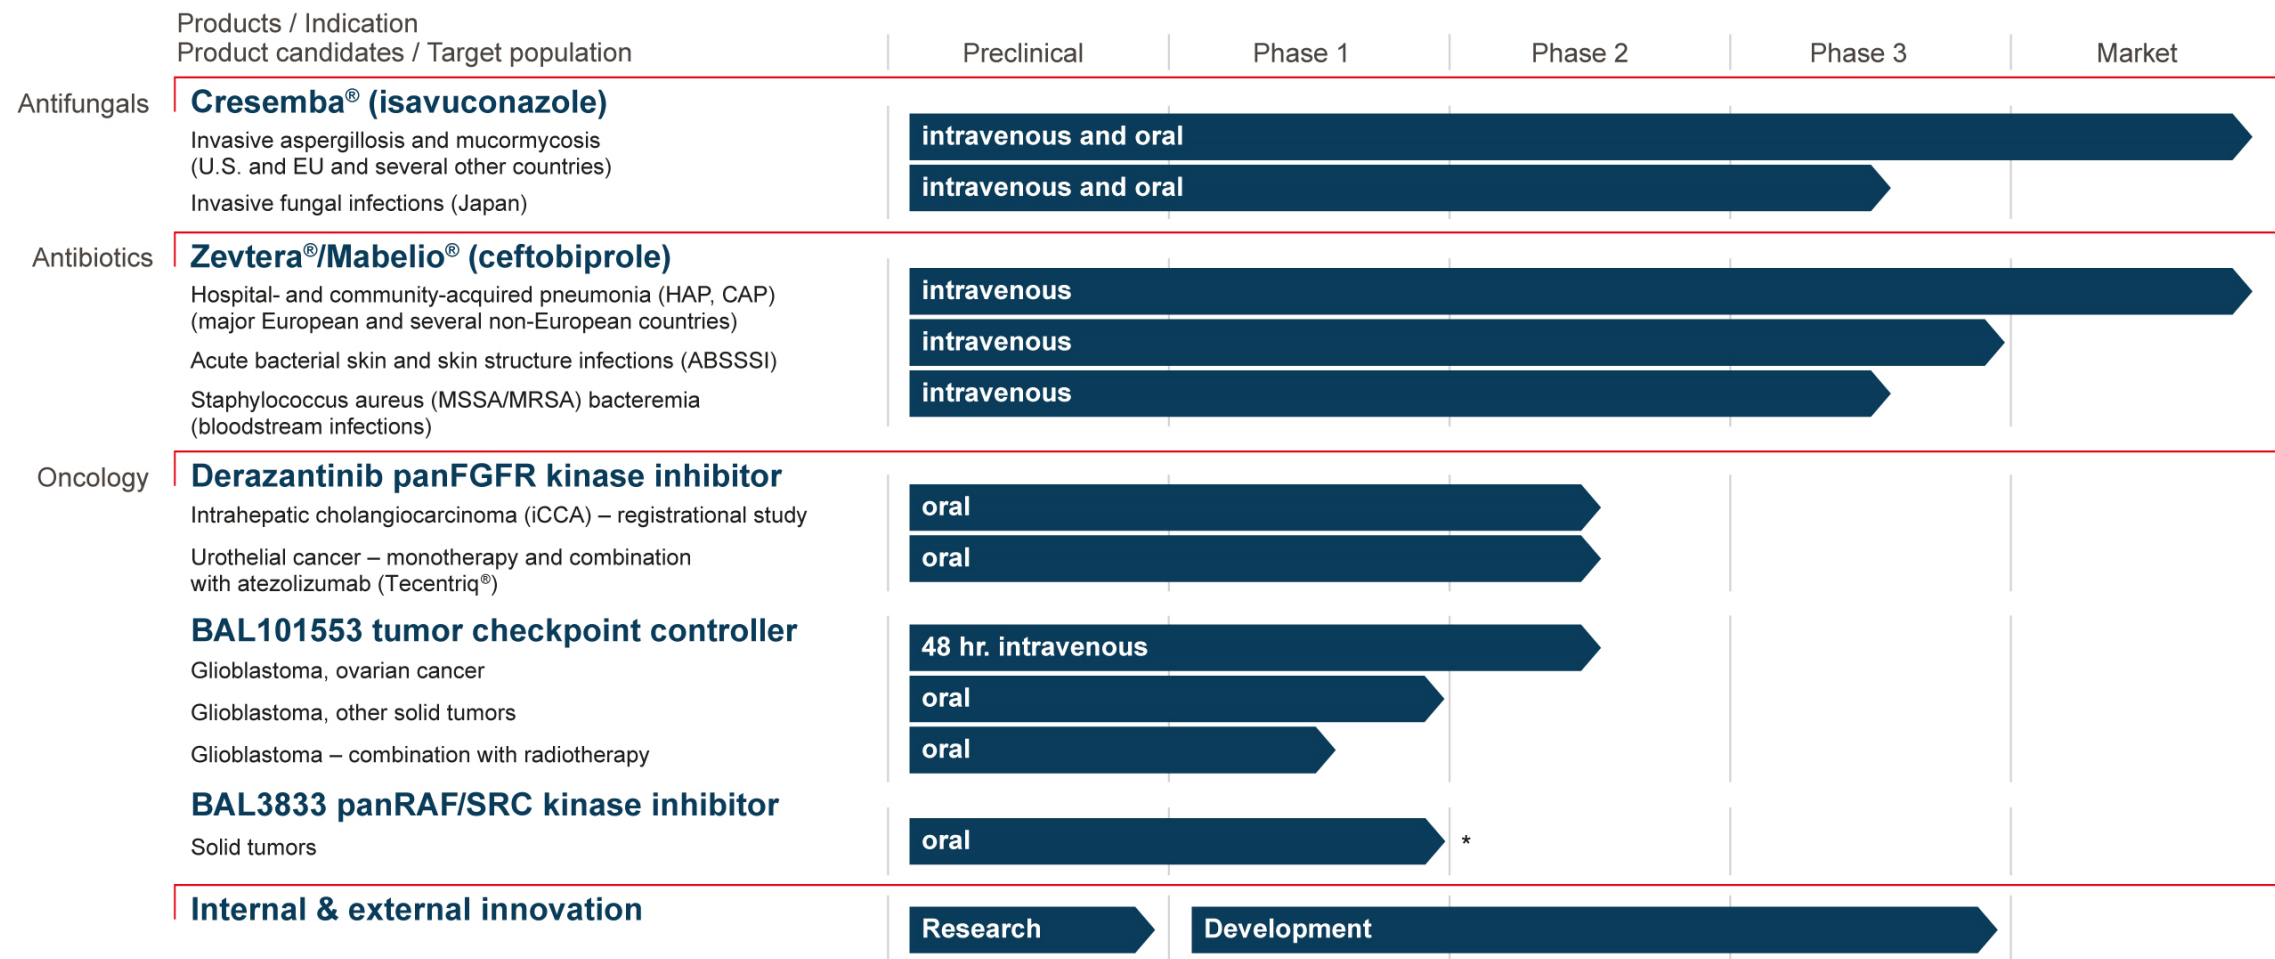 Products / Indication
Product candidates / Target population
Preclinical
Phase 1
Phase 2
Phase 3
Market
Antifungals
Cresemba® (isavuconazole)
Invasive aspergillosis and mucormycosis
(U.S. and EU and several other countries)
intravenous and oral
Invasive fungal infections (Japan)
intravenous and oral
Antibiotics
Zevtera®/Mabelio® (ceftobiprole)
Hospital- and community-acquired pneumonia (HAP, CAP)
(major European and several non-European countries)
intravenous
Acute bacterial skin and skin structure infections (ABSSSI)
intravenous
Staphylococcus aureus (MSSA/MRSA) bacteremia
(bloodstream infections)
intravenous
Oncology
Derazantinib panFGFR kinase inhibitor
Intrahepatic cholangiocarcinoma (iCCA) – registrational study
oral
Urothelial cancer – monotherapy and combination
with atezolizumab (Tecentriq®)
oral
BAL101553 tumor checkpoint controller
Glioblastoma, ovarian cancer
48 hr. intravenous
Glioblastoma, other solid tumors
oral
Glioblastoma – combination with radiotherapy
oral
BAL3833 panRAF/SRC kinase inhibitor
Solid tumors
oral
*
Internal & external innovation
Research
Development